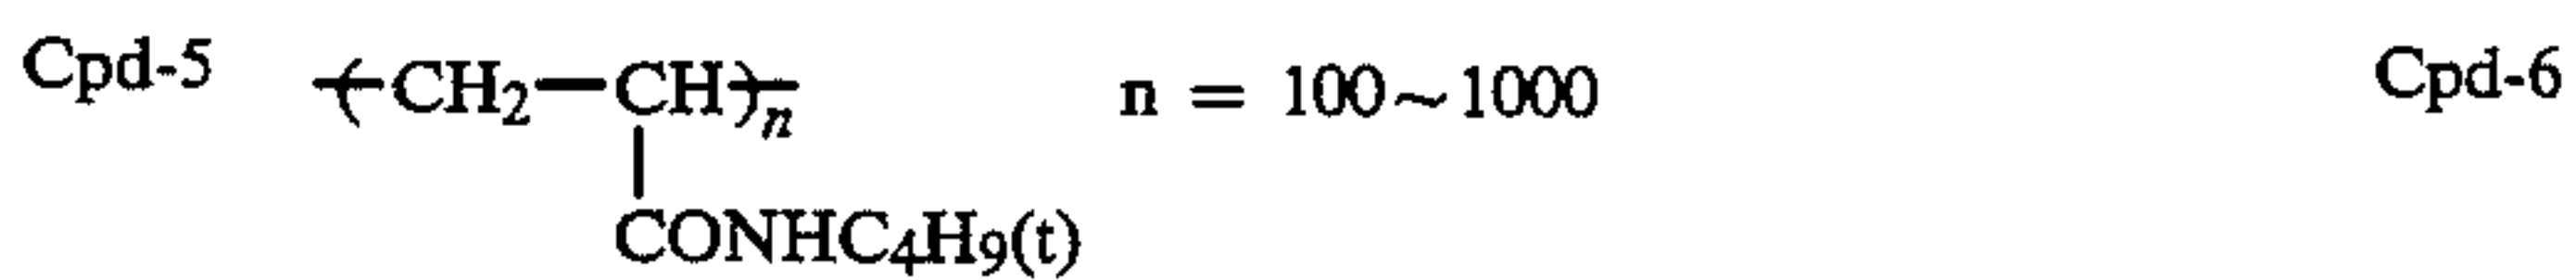 Cpd-5 -(CH2-CH)-n n = 100~1000 Cpd-6
CONHC4H9(t)